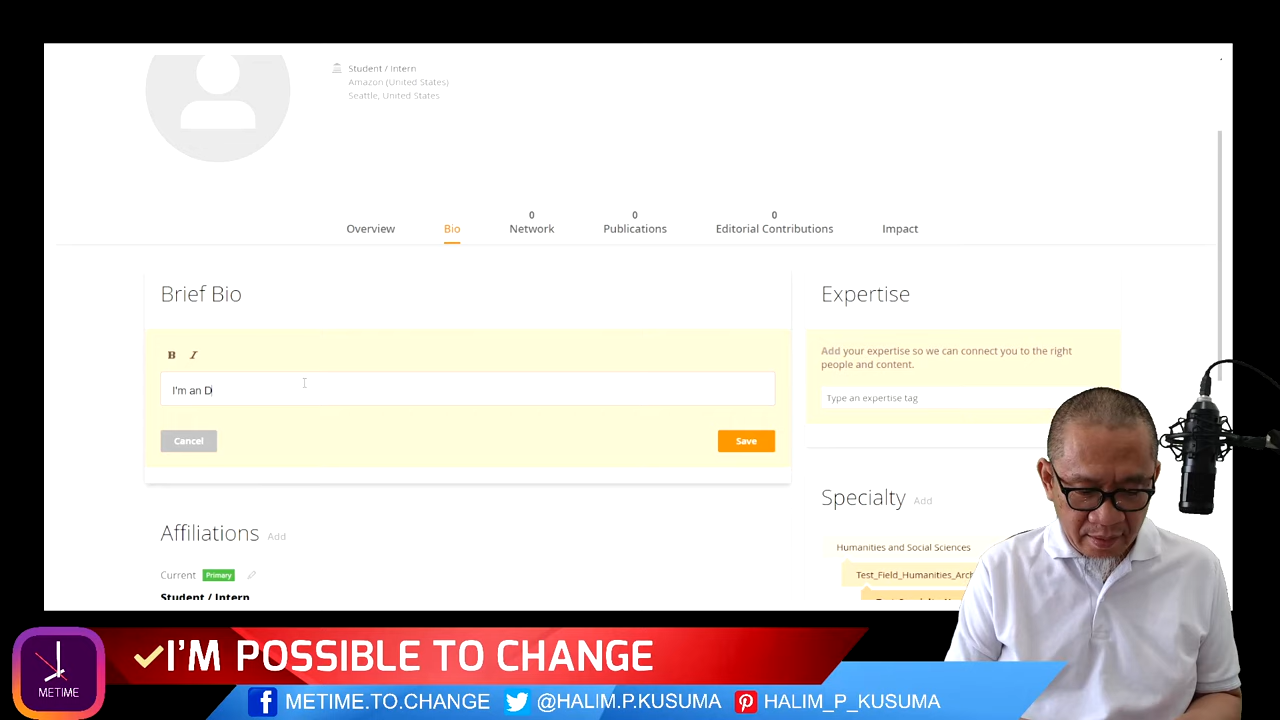 Student / Intern
Amazon (United States)
Seattle, United States
0
0
0
Overview
Bio
Network
Publications
Editorial Contributions
Impact
Brief Bio
B I
I'm an D
Cancel
Save
Expertise
Add your expertise so we can connect you to the right
people and content.
Type an expertise tag
Affiliations Add
Current Primary
Student / Intern
Specialty Add
Humanities and Social Sciences
Test_Field_Humanities_Arch
METIME
I'M POSSIBLE TO CHANGE
f METIME.TO.CHANGE @HALIM.P.KUSUMA HALIM_P_KUSUMA